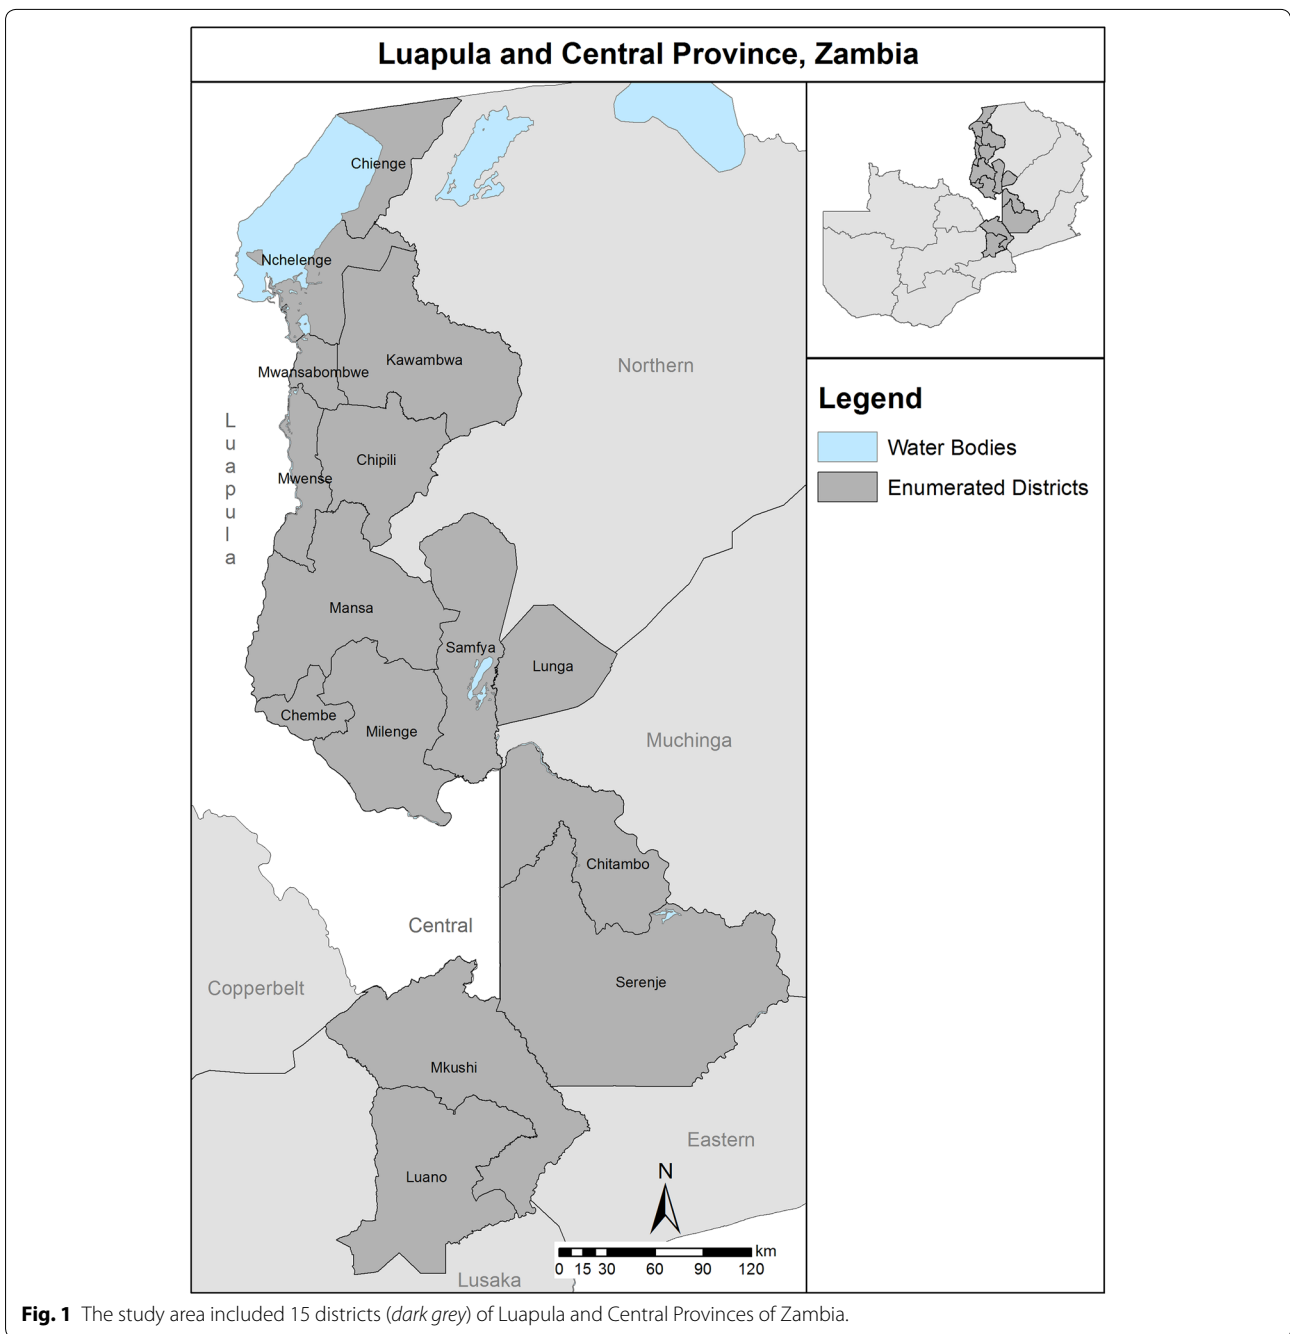 Luapula and Central Province, Zambia
Chienge
Nchelenge
Kawambwa
Mwansabombwe
Northern
Luapula
Chipili
Mwense
Mansa
Samfya
Lunga
Chembe
Milenge
Muchinga
Chitambo
Central
Serenje
Copperbelt
Mkushi
Eastern
Luano
N
km
0 15 30 60 90 120
Lusaka
Legend
Water Bodies
Enumerated Districts
Fig. 1 The study area included 15 districts (dark grey) of Luapula and Central Provinces of Zambia.